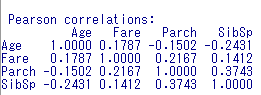 Pearson correlations:
Age Fare Parch SibSp
Age 1.0000 0.1787 -0.1502 -0.2431
Fare 0.1787 1.0000 0.2167 0.1412
Parch -0.1502 0.2167 1.0000 0.3743
SibSp -0.2431 0.1412 0.3743 1.0000